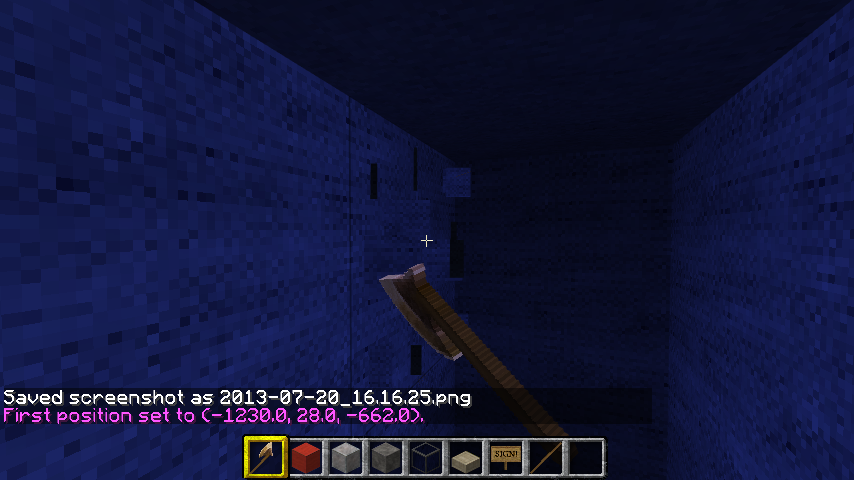 Saved screenshot as 2013-07-20_16.16.25.png
First position set to (-1230.0, 28.0, -662.0).
SIGN!